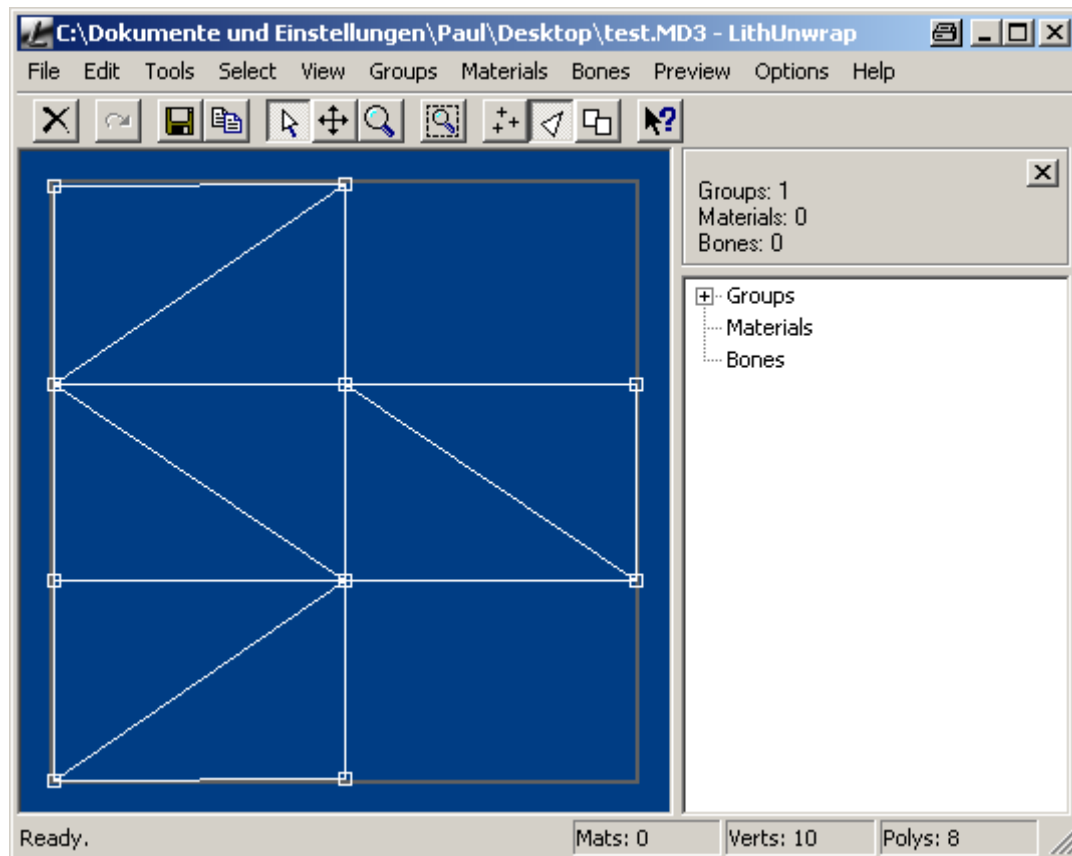 C:\Dokumente und Einstellungen\Paul\Desktop\test.MD3 - LithUnwrap
File Edit Tools Select View Groups Materials Bones Preview Options Help
Groups: 1
Materials: 0
Bones: 0
Groups
Materials
Bones
Ready. Mats: 0 Verts: 10 Polys: 8